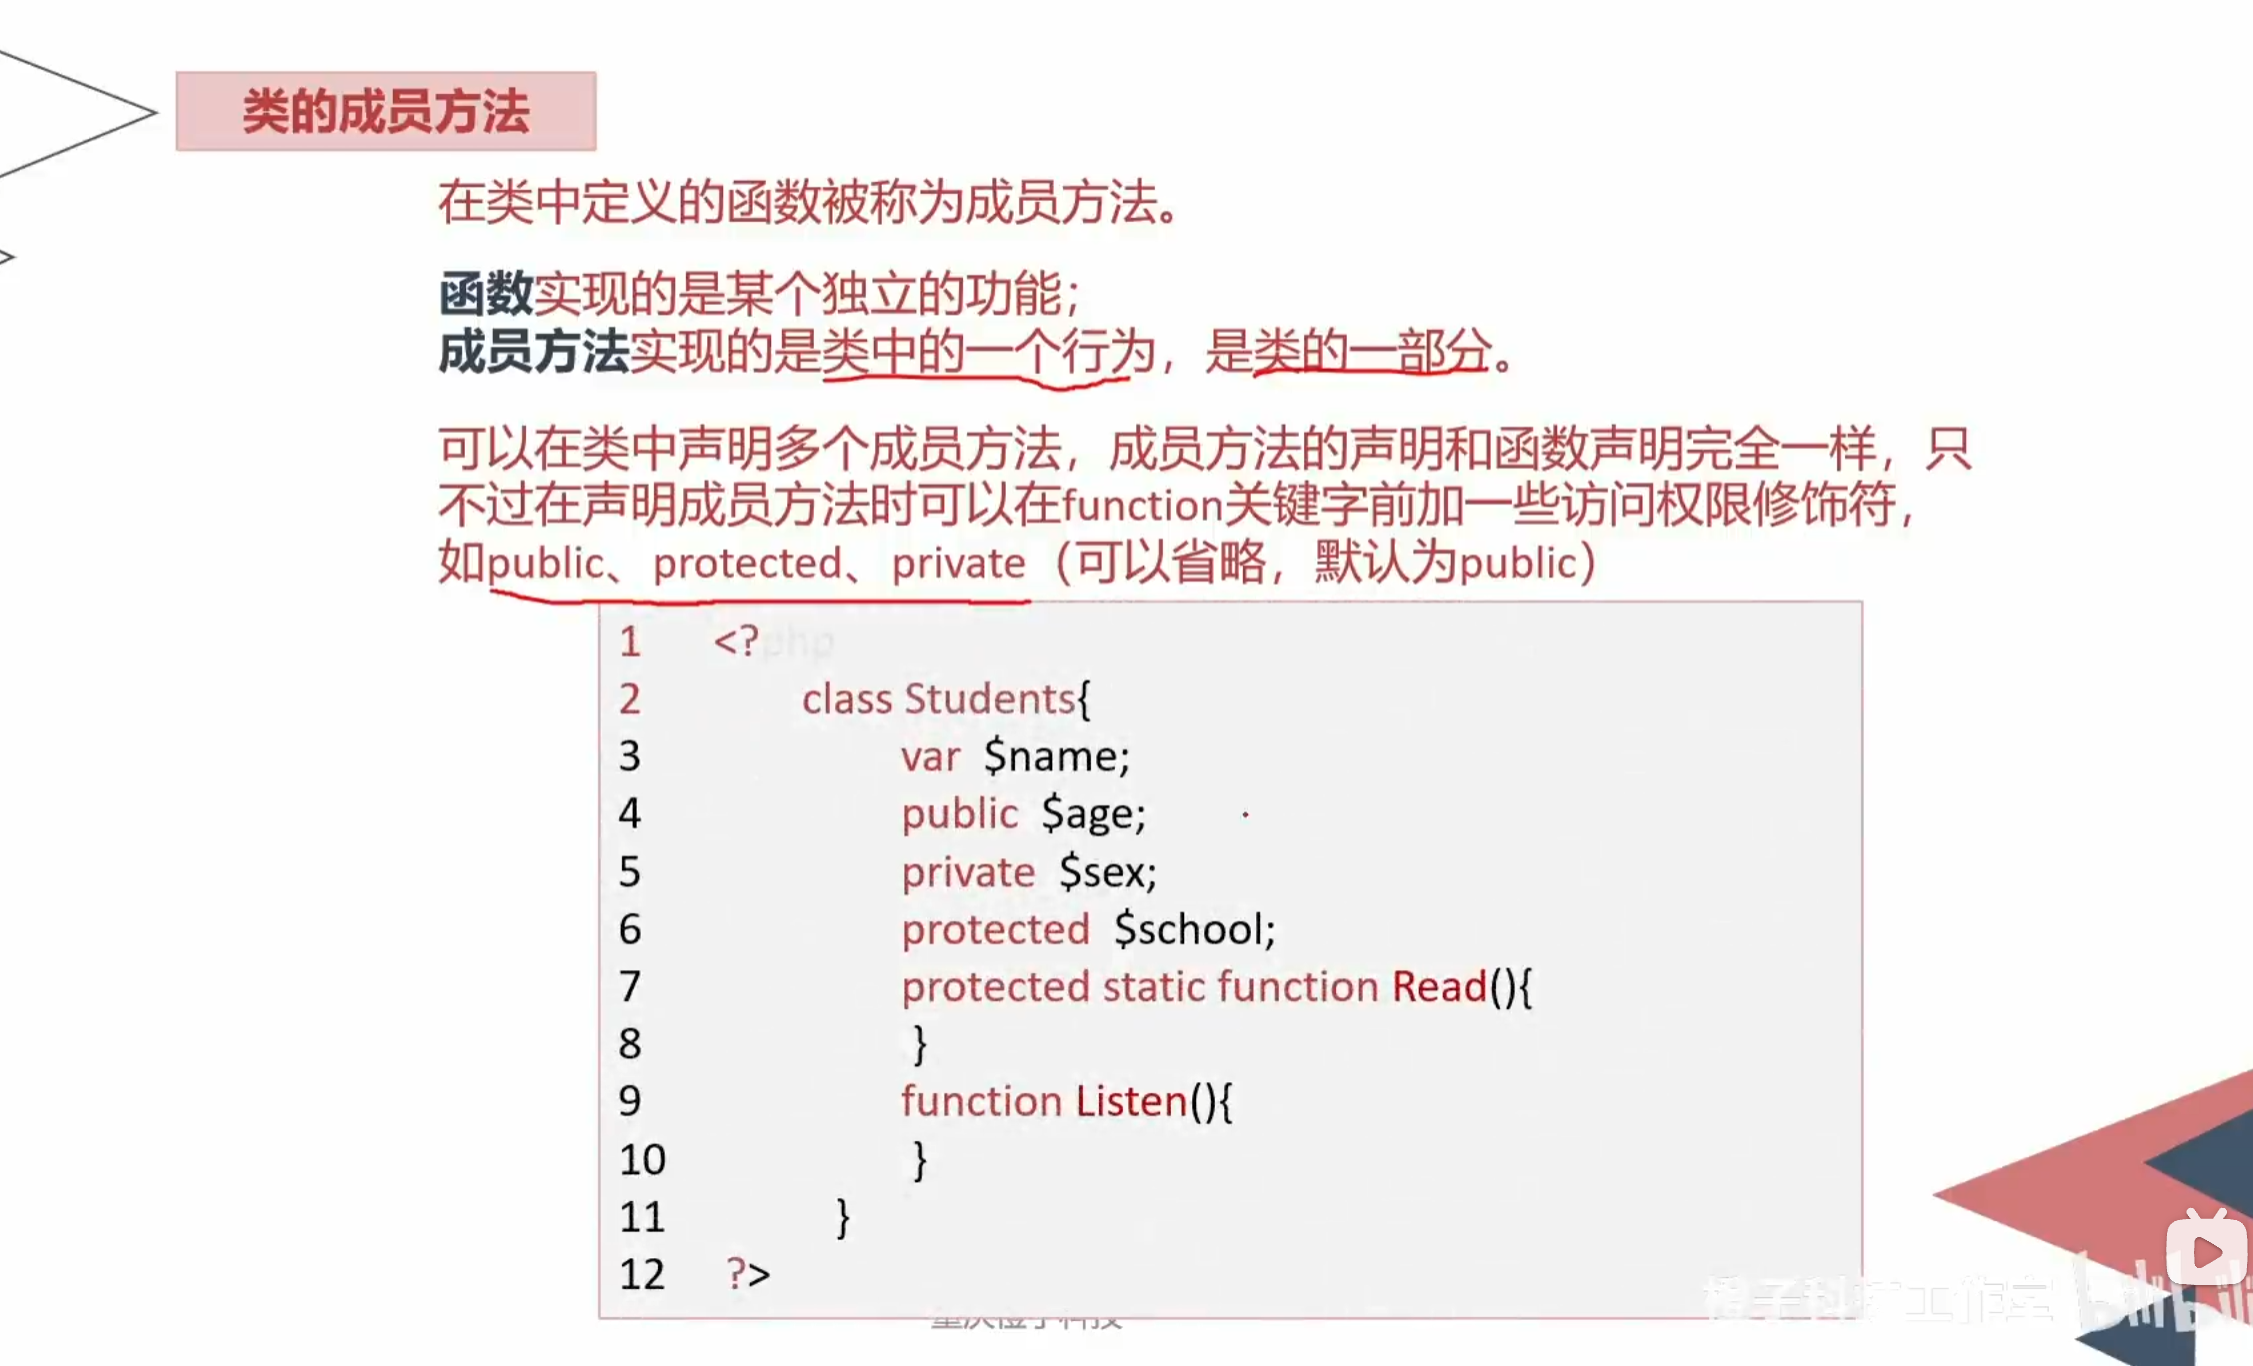 类的成员方法
在类中定义的函数被称为成员方法。
函数实现的是某个独立的功能；
成员方法实现的是类中的一个行为，是类的一部分。
可以在类中声明多个成员方法，成员方法的声明和函数声明完全一样，只
不过在声明成员方法时可以在function关键字前加一些访问权限修饰符，
如public、protected、private（可以省略，默认为public）
1 <?php
2 class Students{
3 var $name;
4 public $age;
5 private $sex;
6 protected $school;
7 protected static function Read(){
8 }
9 function Listen(){
10 }
11 }
12 ?>
橙子科技工作室 bilibili